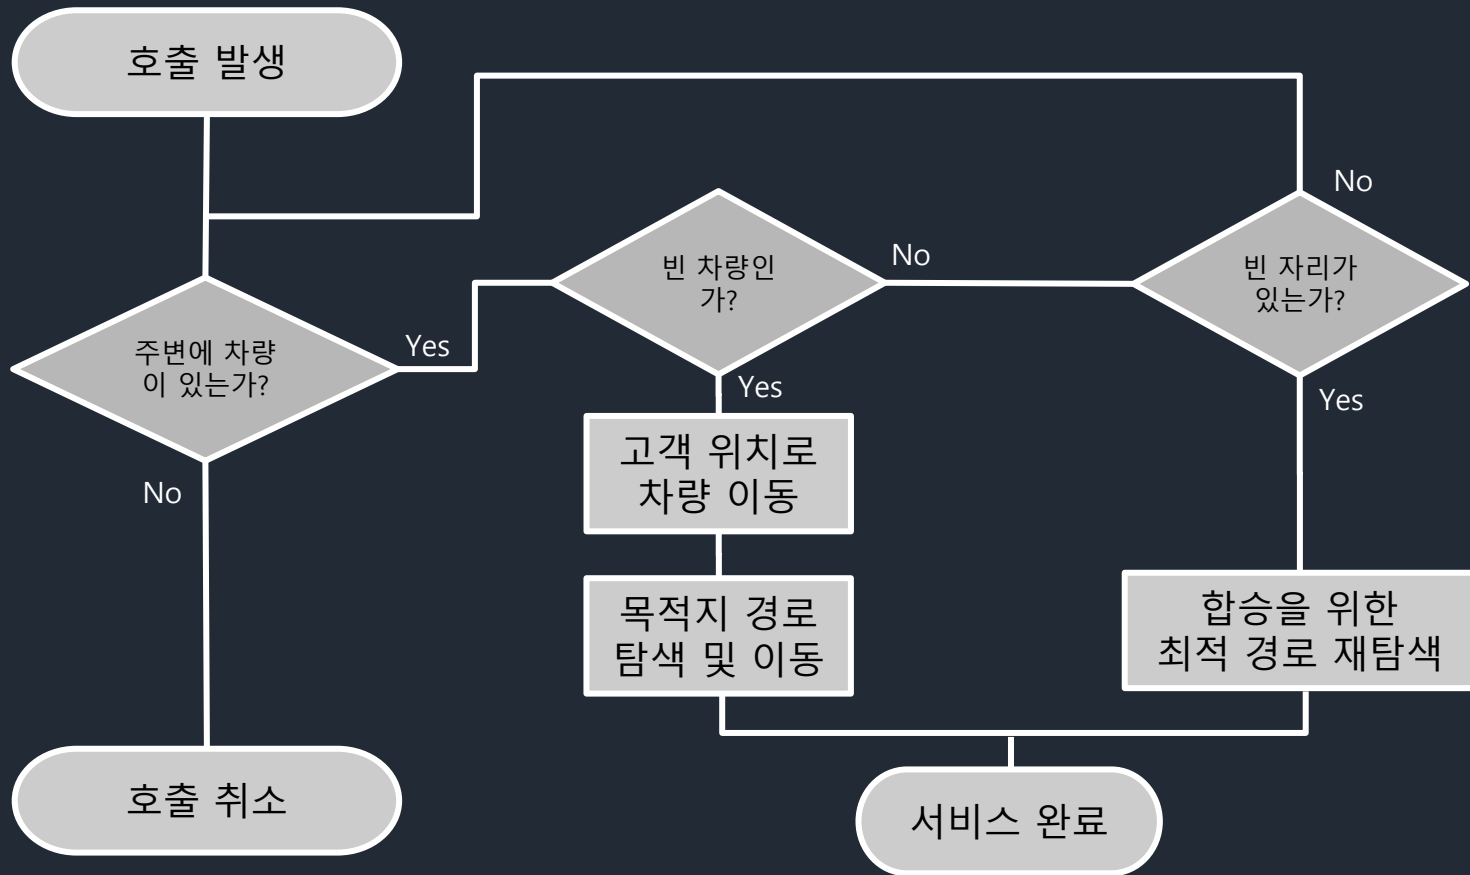 호출 발생
No
빈 차량인
가?
No
빈 자리가
있는가?
주변에 차량
이 있는가?
Yes
Yes
Yes
고객 위치로
차량 이동
No
목적지 경로
탐색 및 이동
합승을 위한
최적 경로 재탐색
호출 취소
서비스 완료